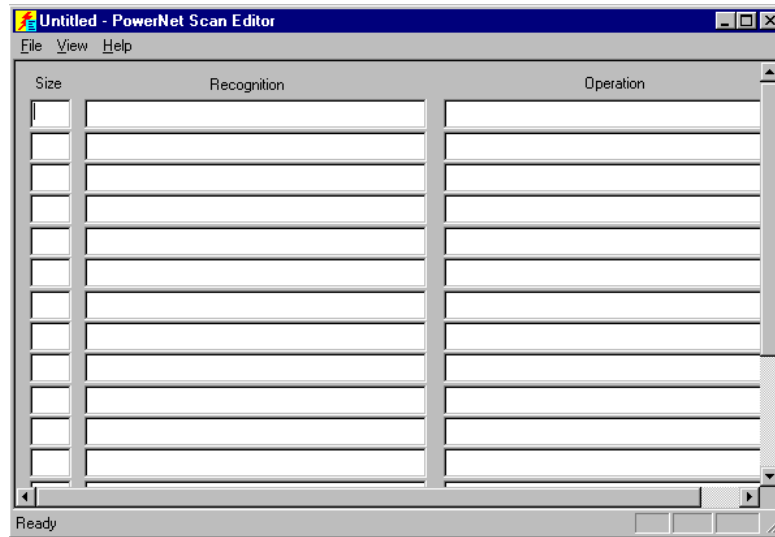 Untitled - PowerNet Scan Editor
File View Help
Size Recognition Operation
Ready